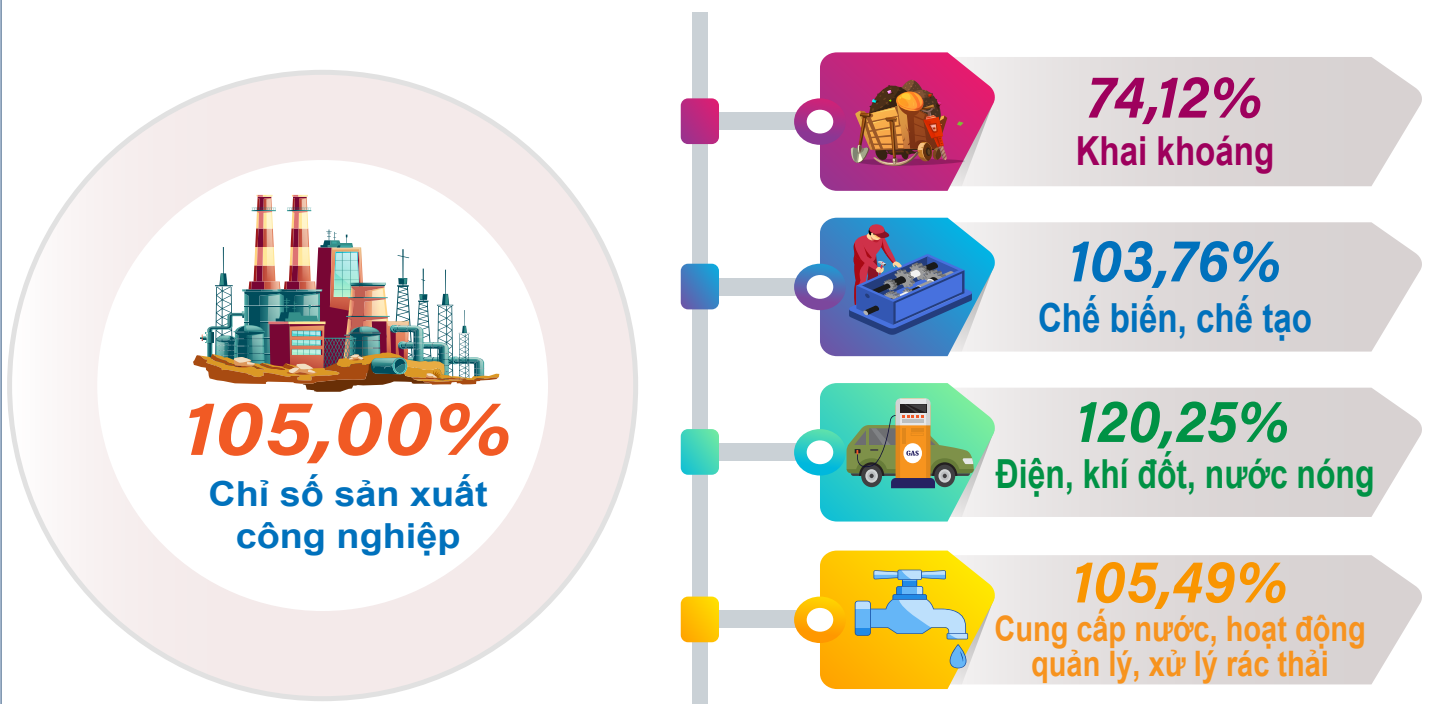 105,00%
Chỉ số sản xuất
công nghiệp
74,12%
Khai khoáng
103,76%
Chế biến, chế tạo
GAS
120,25%
Điện, khí đốt, nước nóng
105,49%
Cung cấp nước, hoạt động
quản lý, xử lý rác thải